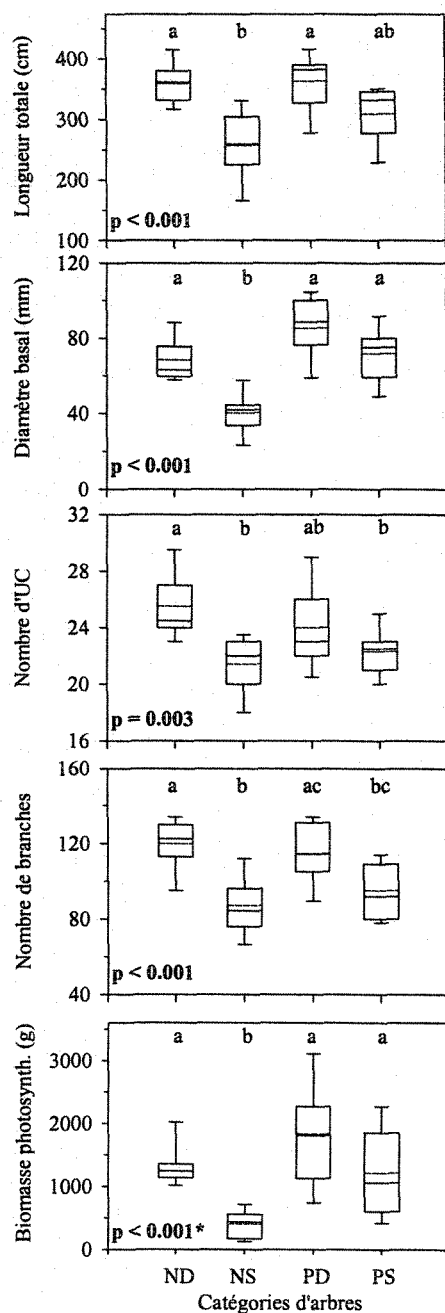 a b a ab
Longueur totale (cm)
400
300
200
100
p < 0.001
a b a a
Diamètre basal (mm)
120
80
40
0
p < 0.001
a b ab b
Nombre d'UC
32
28
24
20
16
p = 0.003
a b ac bc
Nombre de branches
160
120
80
40
p < 0.001
a b a a
Biomasse photosynth. (g)
3000
2000
1000
0
p < 0.001*
ND NS PD PS
Catégories d'arbres